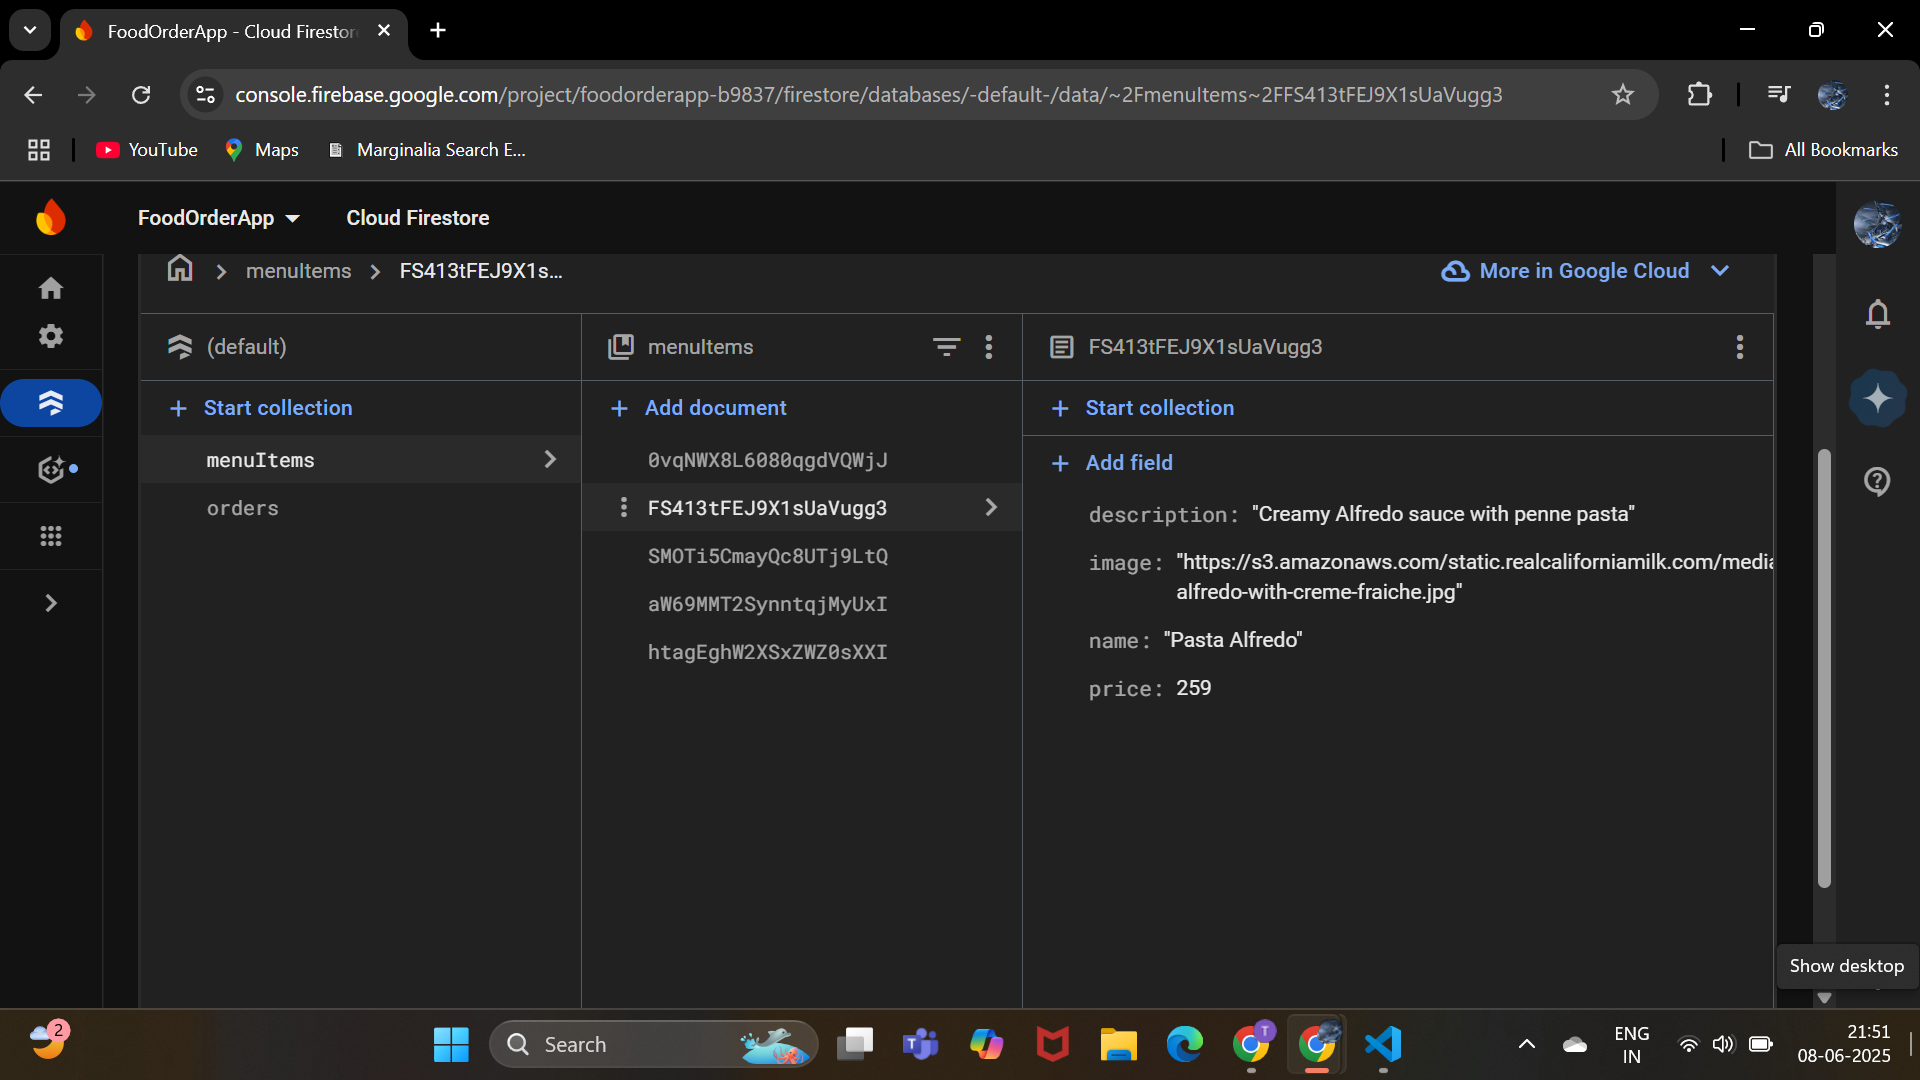 FoodOrderApp - Cloud Firestor
console.firebase.google.com/project/foodorderapp-b9837/firestore/databases/-default-/data/~2FmenuItems~2FFS413tFEJ9X1sUaVugg3
YouTube Maps Marginalia Search E... All Bookmarks
FoodOrderApp Cloud Firestore
menuItems FS413tFEJ9X1s... More in Google Cloud
(default) menuItems FS413tFEJ9X1sUaVugg3
+ Start collection + Add document + Start collection
menuItems 0vqNWX8L6080qgdVQWjJ + Add field
orders FS413tFEJ9X1sUaVugg3 description: "Creamy Alfredo sauce with penne pasta"
SMOTi5CmayQc8UTj9LtQ image: "https://s3.amazonaws.com/static.realcaliforniamilk.com/media
alfredo-with-creme-fraiche.jpg"
aW69MMT2SynntqjMyUxI
htagEghW2XSxZWZ0sXXI name: "Pasta Alfredo"
price: 259
Show desktop
2 Search T T ENG 21:51
IN 08-06-2025